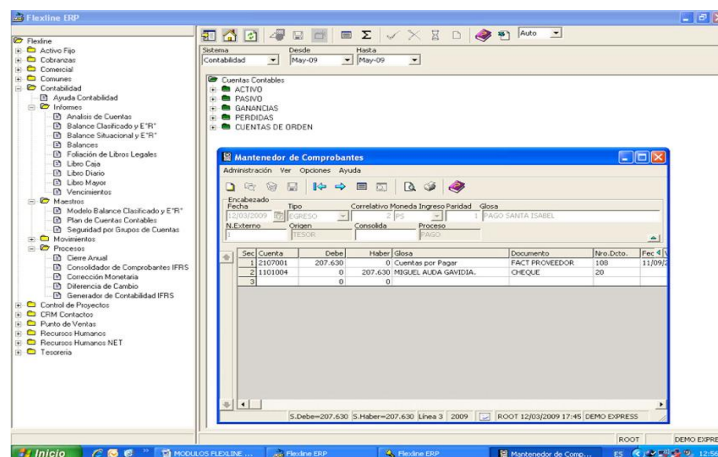 Flexline ERP
Auto
Sistema Desde Hasta
Contabilidad May-09 May-09
Flexline
Activo Fijo
Cobranzas
Comercial
Comunes
Contabilidad
Ayuda Contabilidad
Informes
Analisis de Cuentas
Balance Clasificado y E"R"
Balance Situacional y E"R"
Balances
Foliación de Libros Legales
Libro Caja
Libro Diario
Libro Mayor
Vencimientos
Maestros
Modelo Balance Clasificado y E"R"
Plan de Cuentas Contables
Seguridad por Grupos de Cuentas
Movimientos
Procesos
Cierre Anual
Consolidador de Comprobantes IFRS
Corrección Monetaria
Diferencia de Cambio
Generador de Contabilidad IFRS
Control de Proyectos
CRM Contactos
Punto de Ventas
Recursos Humanos
Recursos Humanos NET
Tesoreria
Cuentas Contables
ACTIVO
PASIVO
GANANCIAS
PERDIDAS
CUENTAS DE ORDEN
Mantenedor de Comprobantes
Administración Ver Opciones Ayuda
Encabezado
Fecha Tipo Correlativo Moneda Ingreso Paridad Glosa
12/03/2009 EGRESO 2 PS 1 PAGO SANTA ISABEL
N.Externo Origen Consolida Proceso
1 TESOR PAGO
Sec Cuenta Debe Haber Glosa Documento Nro.Dcto. Fec
1 2107001 207.630 0 Cuentas por Pagar FACT PROVEEDOR 108 11/09/2
2 1101004 0 207.630 MIGUEL AUDA GAVIDIA. CHEQUE 20
3 0 0
S.Debe=207.630 S.Haber=207.630 Linea 3 2009 ROOT 12/03/2009 17:45 DEMO EXPRESS
ROOT DEMO EXPRE
Inicio MODULOS FLEXLINE ... Flexline ERP Flexline ERP Mantenedor de Comp... ES 12:56